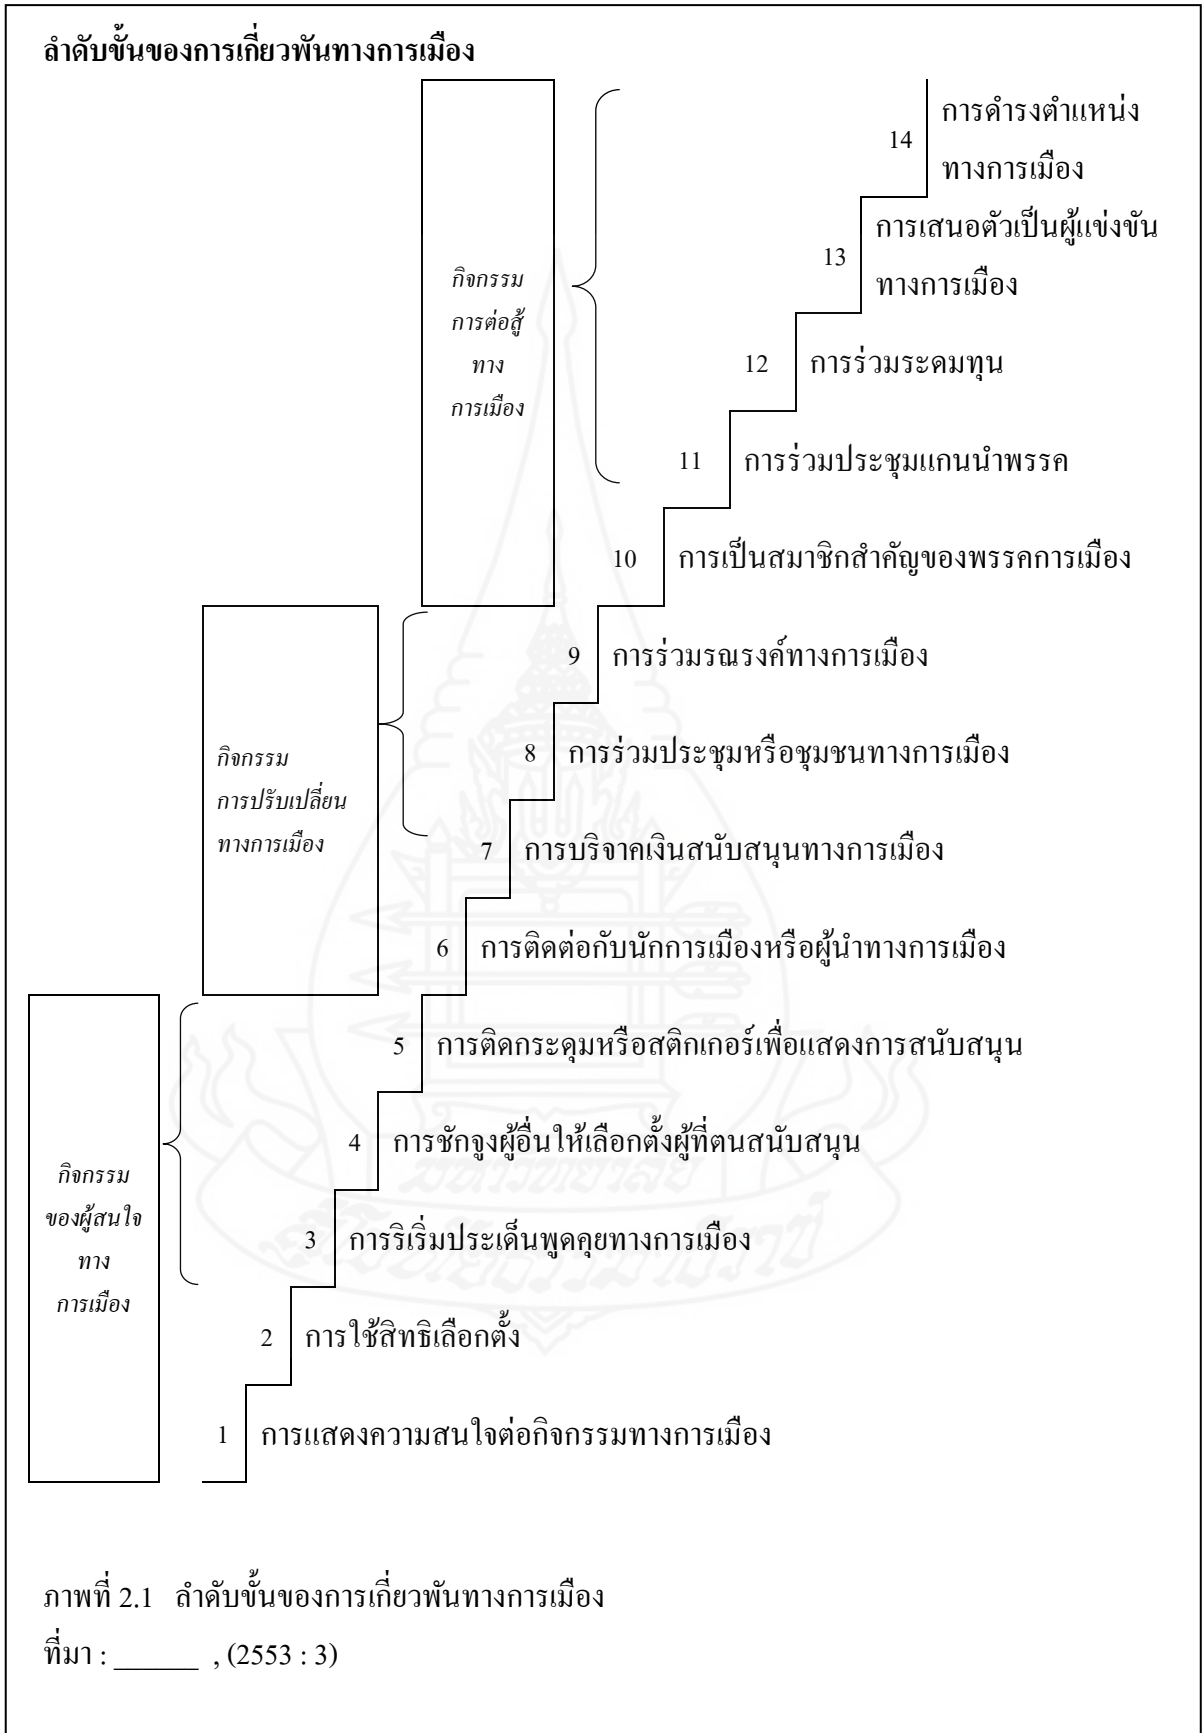 ลำดับขั้นของการเกี่ยวพันทางการเมือง
14
การดำรงตำแหน่ง
ทางการเมือง
13
การเสนอตัวเป็นผู้แข่งขัน
ทางการเมือง
กิจกรรม
การต่อสู้
ทาง
การเมือง
12 การร่วมระดมทุน
11 การร่วมประชุมแกนนำพรรค
10 การเป็นสมาชิกสำคัญของพรรคการเมือง
9 การร่วมรณรงค์ทางการเมือง
8 การร่วมประชุมหรือชุมชนทางการเมือง
กิจกรรม
การปรับเปลี่ยน
ทางการเมือง
7 การบริจาคเงินสนับสนุนทางการเมือง
6 การติดต่อกับนักการเมืองหรือผู้นำทางการเมือง
5 การติดกระดุมหรือสติกเกอร์เพื่อแสดงการสนับสนุน
4 การชักจูงผู้อื่นให้เลือกตั้งผู้ที่ตนสนับสนุน
มหาวิทยาลัย
กิจกรรม
ของผู้สนใจ
ทาง
การเมือง
3 การริเริ่มประเด็นพูดคุยทางการเมือง
สุโขทัยธรรมาธิราช
2 การใช้สิทธิเลือกตั้ง
1 การแสดงความสนใจต่อกิจกรรมทางการเมือง
ภาพที่ 2.1 ลำดับขั้นของการเกี่ยวพันทางการเมือง
ที่มา : ______ , (2553 : 3)